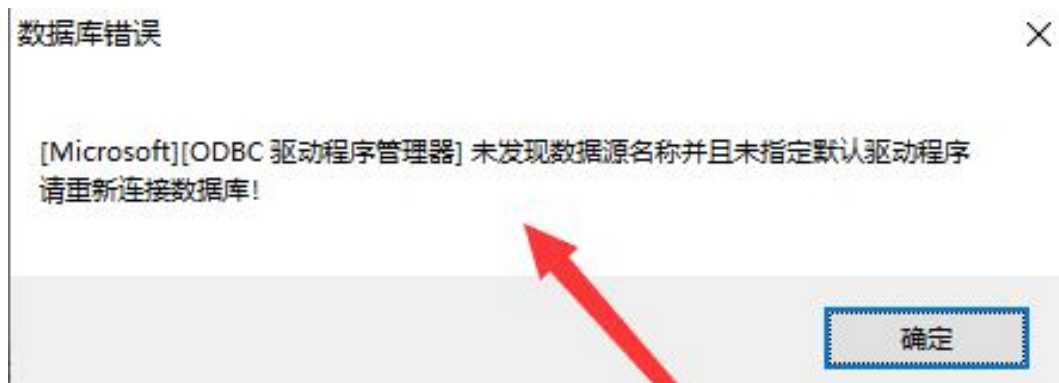 数据库错误
[Microsoft][ODBC 驱动程序管理器] 未发现数据源名称并且未指定默认驱动程序
请重新连接数据库!
确定